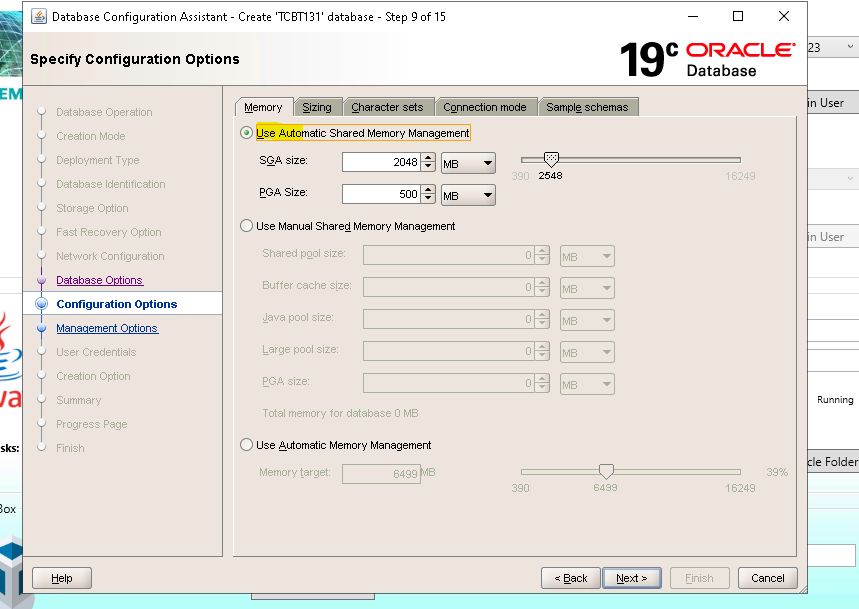 Database Configuration Assistant - Create 'TCBT131' database - Step 9 of 15
Specify Configuration Options
19c ORACLE
Database
Database Operation
Creation Mode
Deployment Type
Database Identification
Storage Option
Fast Recovery Option
Network Configuration
Database Options
Configuration Options
Management Options
User Credentials
Creation Option
Summary
Progress Page
Finish
Memory Sizing Character sets Connection mode Sample schemas
Use Automatic Shared Memory Management
SGA size: 2048 MB
390 2548 16249
PGA Size: 500 MB
Use Manual Shared Memory Management
Shared pool size: 0 MB
Buffer cache size: 0 MB
Java pool size: 0 MB
Large pool size: 0 MB
PGA size: 0 MB
Total memory for database 0 MB
Use Automatic Memory Management
Memory target: 6499 MB 39%
390 6499 16249
Help < Back Next > Finish Cancel
23
in User
in User
Running
cle Folder
EM
va
sks:
Box